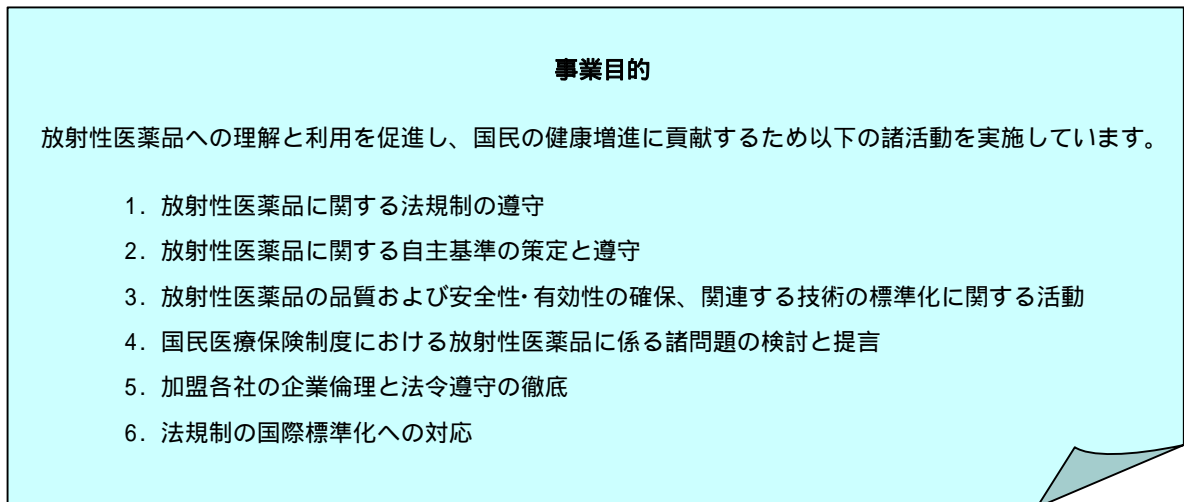 事業目的
放射性医薬品への理解と利用を促進し、国民の健康増進に貢献するため以下の諸活動を実施しています。
1. 放射性医薬品に関する法規制の遵守
2. 放射性医薬品に関する自主基準の策定と遵守
3. 放射性医薬品の品質および安全性･有効性の確保、関連する技術の標準化に関する活動
4. 国民医療保険制度における放射性医薬品に係る諸問題の検討と提言
5. 加盟各社の企業倫理と法令遵守の徹底
6. 法規制の国際標準化への対応